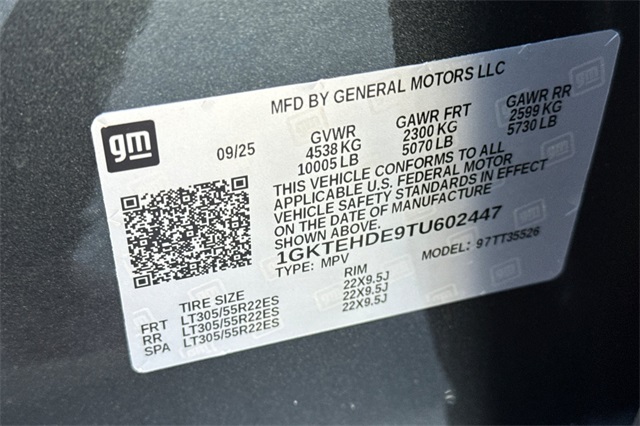 MFD BY GENERAL MOTORS LLC
gm
09/25
GVWR
4538 KG
10005 LB
GAWR FRT
2300 KG
5070 LB
GAWR RR
2599 KG
5730 LB
THIS VEHICLE CONFORMS TO ALL
APPLICABLE U.S. FEDERAL MOTOR
VEHICLE SAFETY STANDARDS IN EFFECT
ON THE DATE OF MANUFACTURE
SHOWN ABOVE.
1GKTEHDE9TU602447
TYPE: MPV
MODEL: 97TT35526
TIRE SIZE
RIM
FRT LT305/55R22ES 22X9.5J
RR LT305/55R22ES 22X9.5J
SPA LT305/55R22ES 22X9.5J